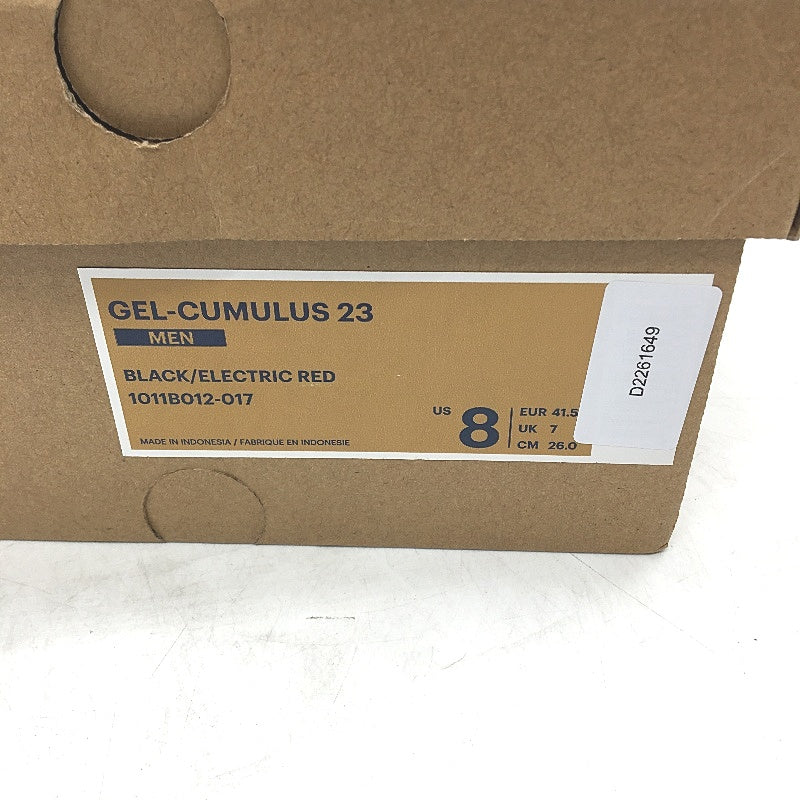 GEL-CUMULUS 23
MEN
BLACK/ELECTRIC RED
1011B012-017
MADE IN INDONESIA / FABRIQUE EN INDONESIE
US 8
EUR 41.5
UK 7
CM 26.0
D2261649